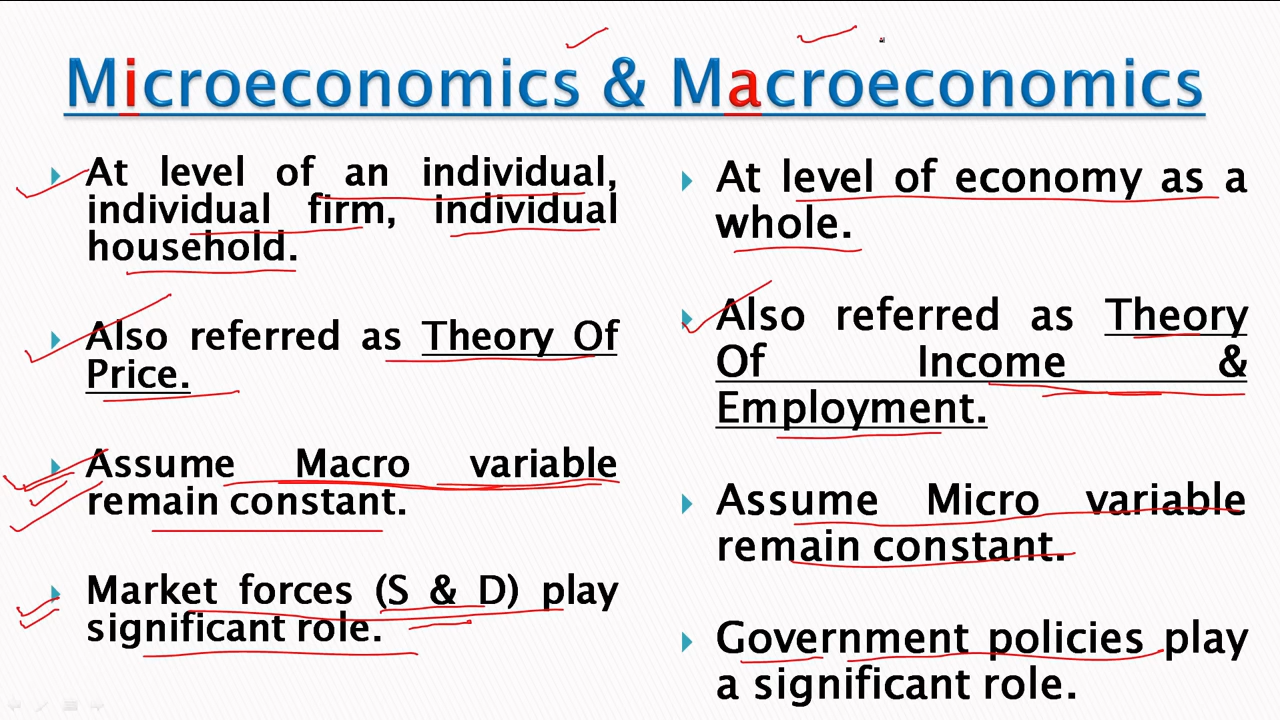 Microeconomics & Macroeconomics
At level of an individual,
individual firm, individual
household.
Also referred as Theory Of
Price.
Assume Macro variable
remain constant.
Market forces (S & D) play
significant role.
At level of economy as a
whole.
Also referred as Theory
Of Income &
Employment.
Assume Micro variable
remain constant.
Government policies play
a significant role.